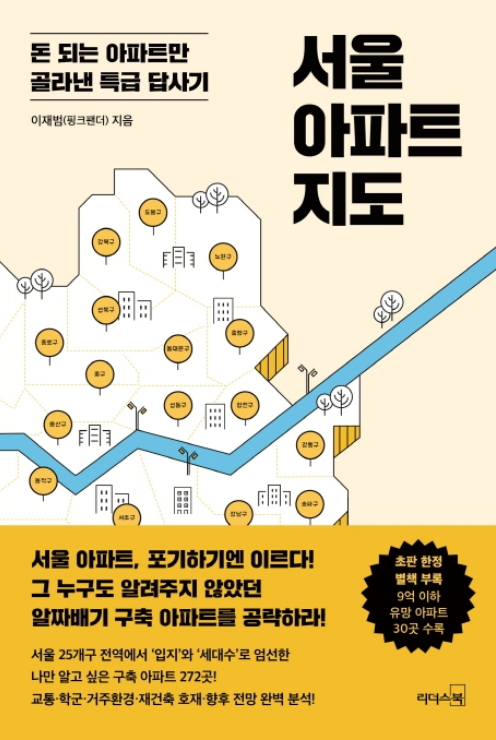 돈 되는 아파트만
골라낸 특급 답사기
이재범(핑크팬더) 지음
서울
아파트
지도
도봉구
강북구
노원구
성북구
중랑구
종로구
동대문구
중구
성동구
광진구
용산구
강동구
동작구
송파구
서초구
강남구
서울 아파트, 포기하기엔 이르다!
그 누구도 알려주지 않았던
알짜배기 구축 아파트를 공략하라!
초판 한정
별책 부록
9억 이하
유망 아파트
30곳 수록
서울 25개구 전역에서 ‘입지’와 ‘세대수’로 엄선한
나만 알고 싶은 구축 아파트 272곳!
교통·학군·거주환경·재건축 호재·향후 전망 완벽 분석!
리더스북